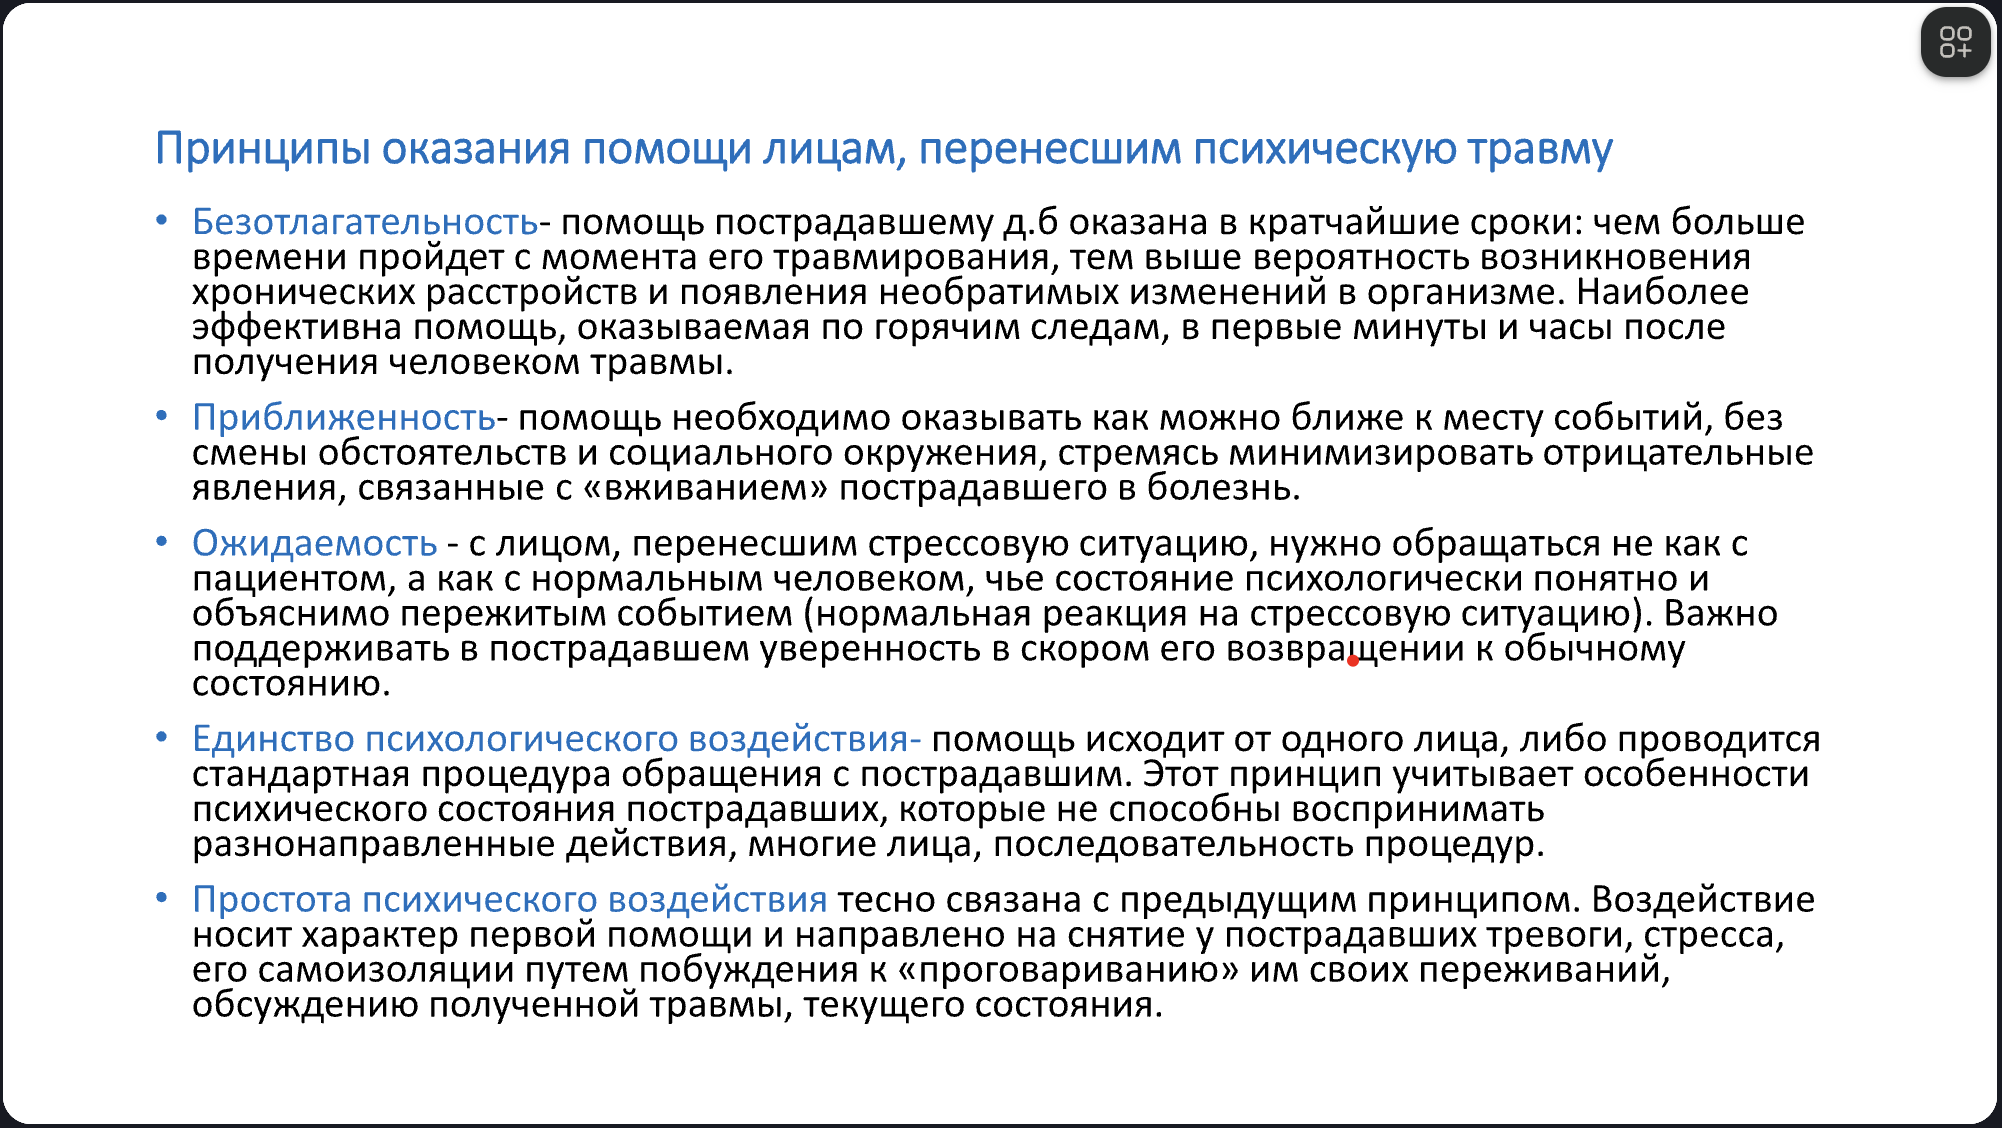 Принципы оказания помощи лицам, перенесшим психическую травму
• Безотлагательность- помощь пострадавшему д.б оказана в кратчайшие сроки: чем больше
времени пройдет с момента его травмирования, тем выше вероятность возникновения
хронических расстройств и появления необратимых изменений в организме. Наиболее
эффективна помощь, оказываемая по горячим следам, в первые минуты и часы после
получения человеком травмы.
• Приближенность- помощь необходимо оказывать как можно ближе к месту событий, без
смены обстоятельств и социального окружения, стремясь минимизировать отрицательные
явления, связанные с «вживанием» пострадавшего в болезнь.
• Ожидаемость - с лицом, перенесшим стрессовую ситуацию, нужно обращаться не как с
пациентом, а как с нормальным человеком, чье состояние психологически понятно и
объяснимо пережитым событием (нормальная реакция на стрессовую ситуацию). Важно
поддерживать в пострадавшем уверенность в скором его возвращении к обычному
состоянию.
• Единство психологического воздействия- помощь исходит от одного лица, либо проводится
стандартная процедура обращения с пострадавшим. Этот принцип учитывает особенности
психического состояния пострадавших, которые не способны воспринимать
разнонаправленные действия, многие лица, последовательность процедур.
• Простота психического воздействия тесно связана с предыдущим принципом. Воздействие
носит характер первой помощи и направлено на снятие у пострадавших тревоги, стресса,
его самоизоляции путем побуждения к «проговариванию» им своих переживаний,
обсуждению полученной травмы, текущего состояния.